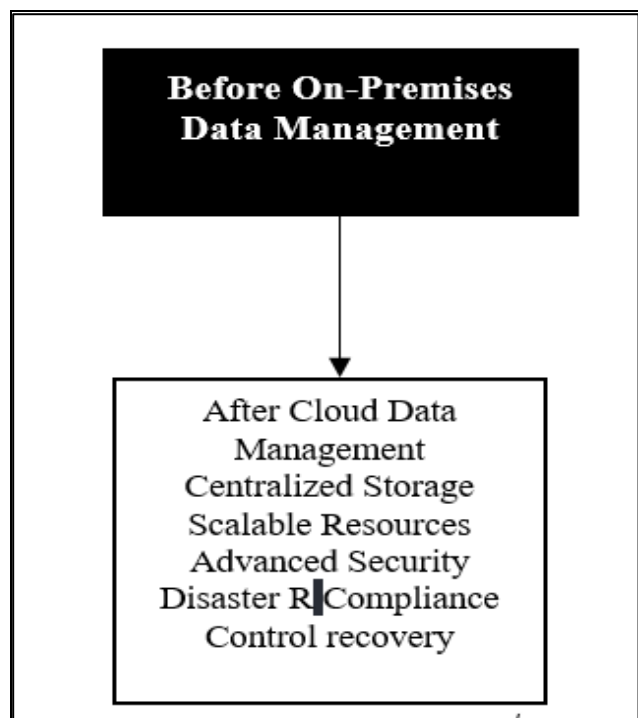 Before On-Premises
Data Management
After Cloud Data
Management
Centralized Storage
Scalable Resources
Advanced Security
Disaster R Compliance
Control recovery